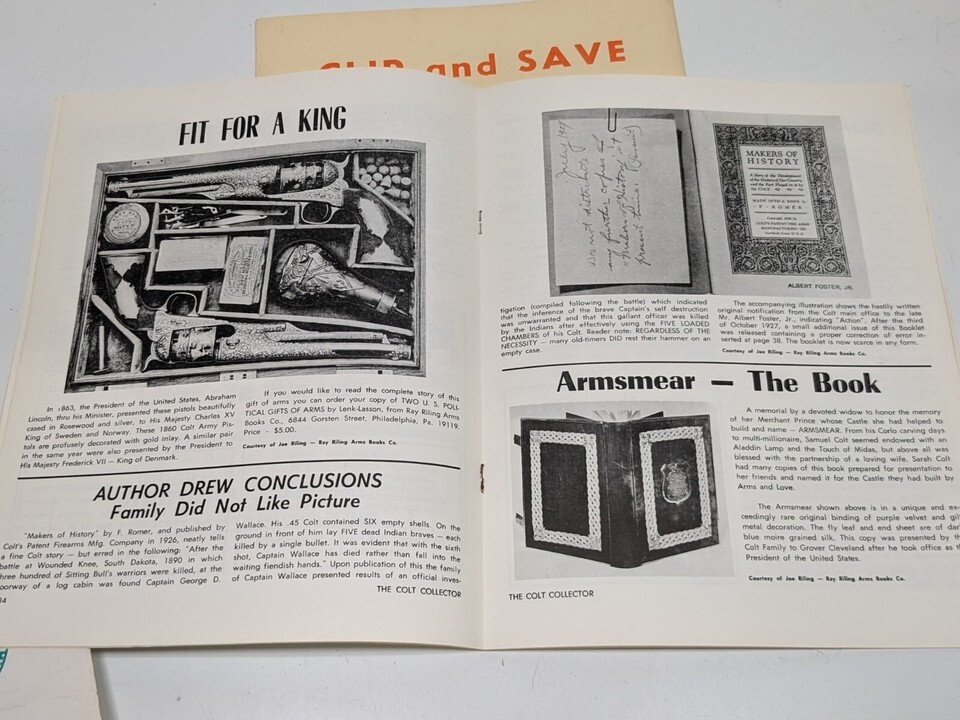 and SAVE
FIT FOR A KING
In 1863, the President of the United States, Abraham
Lincoln, thru his Minister, presented these pistols beautifully
cased in Rosewood and silver, to His Majesty Charles XV
King of Sweden and Norway. These 1860 Colt Army Pis-
tols are profusely decorated with gold inlay. A similar pair
in the same year were also presented by the President to
His Majesty Frederick VII — King of Denmark.
If you would like to read the complete story of this
gift of arms you can order your copy of TWO U. S. POLI-
TICAL GIFTS OF ARMS by Lenk-Lasson, from Ray Riling Arms
Books Co., 6844 Gorsten Street, Philadelphia, Pa. 19119.
Price - $5.00.
Courtesy of Joe Riling — Ray Riling Arms Books Co.
AUTHOR DREW CONCLUSIONS
Family Did Not Like Picture
"Makers of History" by F. Romer, and published by
Colt's Patent Firearms Mfg. Company in 1926, neatly tells
a fine Colt story — but erred in the following: "After the
battle at Wounded Knee, South Dakota, 1890 in which
three hundred of Sitting Bull's warriors were killed, at the
doorway of a log cabin was found Captain George D.
Wallace. His .45 Colt contained SIX empty shells. On the
ground in front of him lay FIVE dead Indian braves — each
killed by a single bullet. It was evident that with the sixth
shot, Captain Wallace has died rather than fall into the
waiting fiendish hands." Upon publication of this the family
of Captain Wallace presented results of an official inves-
THE COLT COLLECTOR
MAKERS OF
HISTORY
F. ROMER
ALBERT FOSTER, JR.
tigation (compiled following the battle) which indicated
that the inference of the brave Captain's self destruction
was unwarranted and that this gallant officer was killed
by the Indians after effectively using the FIVE LOADED
CHAMBERS of his Colt. Reader note: REGARDLESS OF THE
NECESSITY — many old-timers DID rest their hammer on an
empty case.
The accompanying illustration shows the hastily written
original notification from the Colt main office to the late
Mr. Albert Foster, Jr., indicating "Action". After the third
of October 1927, a small additional issue of this Booklet
was released containing a proper correction of error in-
serted at page 38. The booklet is now scarce in any form.
Courtesy of Joe Riling — Ray Riling Arms Books Co.
Armsmear — The Book
A memorial by a devoted widow to honor the memory
of her Merchant Prince whose Castle she had helped to
build and name — ARMSMEAR. From his Corlo carving days
to multi-millionaire, Samuel Colt seemed endowed with an
Aladdin Lamp and the Touch of Midas, but above all was
blessed with the partnership of a loving wife. Sarah Colt
had many copies of this book prepared for presentation to
her friends and named it for the Castle they had built by
Arms and Love.
The Armsmear shown above is in a unique and ex-
ceedingly rare original binding of purple velvet and gilt
metal decoration. The fly leaf and end sheet are of dark
blue moire grained silk. This copy was presented by the
Colt Family to Grover Cleveland after he took office as
President of the United States.
Courtesy of Joe Riling — Ray Riling Arms Books Co.
THE COLT COLLECTOR